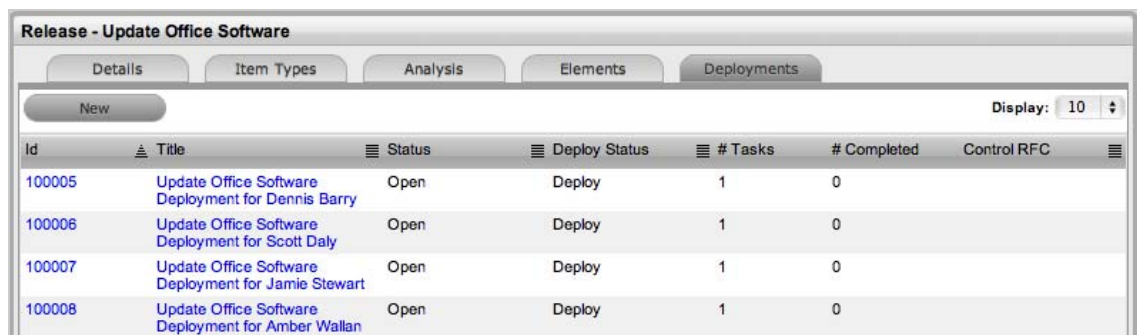 Release - Update Office Software
Details Item Types Analysis Elements Deployments
New Display: 10
Id Title Status Deploy Status # Tasks # Completed Control RFC
100005 Update Office Software Open Deploy 1 0
Deployment for Dennis Barry
100006 Update Office Software Open Deploy 1 0
Deployment for Scott Daly
100007 Update Office Software Open Deploy 1 0
Deployment for Jamie Stewart
100008 Update Office Software Open Deploy 1 0
Deployment for Amber Wallan